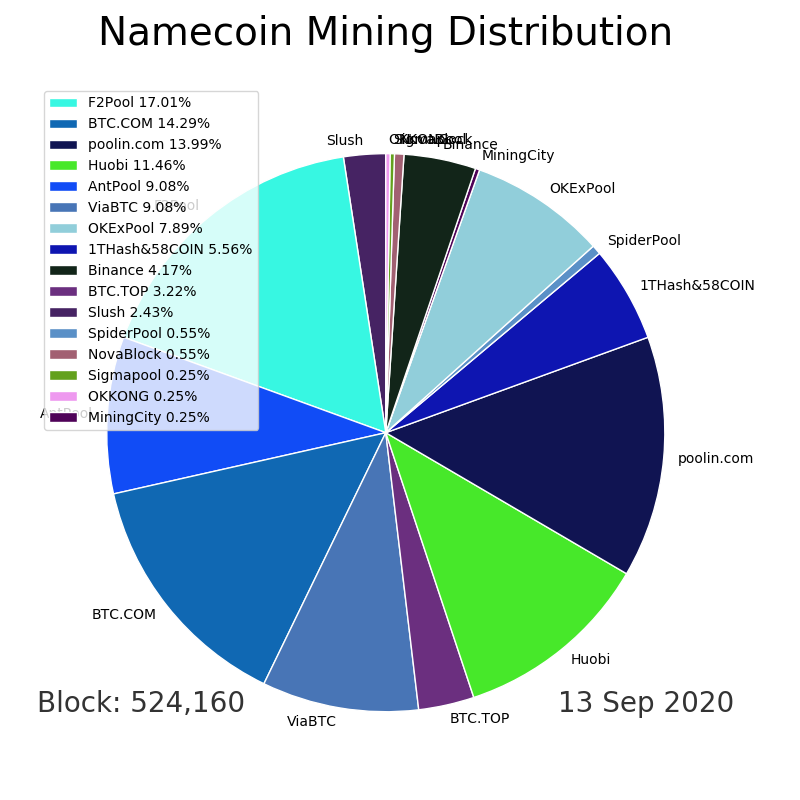 Namecoin Mining Distribution
F2Pool 17.01%
BTC.COM 14.29%
poolin.com 13.99%
Huobi 11.46%
AntPool 9.08%
ViaBTC 9.08%
OKExPool 7.89%
1THash&58COIN 5.56%
Binance 4.17%
BTC.TOP 3.22%
Slush 2.43%
SpiderPool 0.55%
NovaBlock 0.55%
Sigmapool 0.25%
OKKONG 0.25%
MiningCity 0.25%
Slush
Binance
MiningCity
OKExPool
SpiderPool
1THash&58COIN
poolin.com
Huobi
BTC.TOP
ViaBTC
BTC.COM
AntPool
F2Pool
Block: 524,160
13 Sep 2020